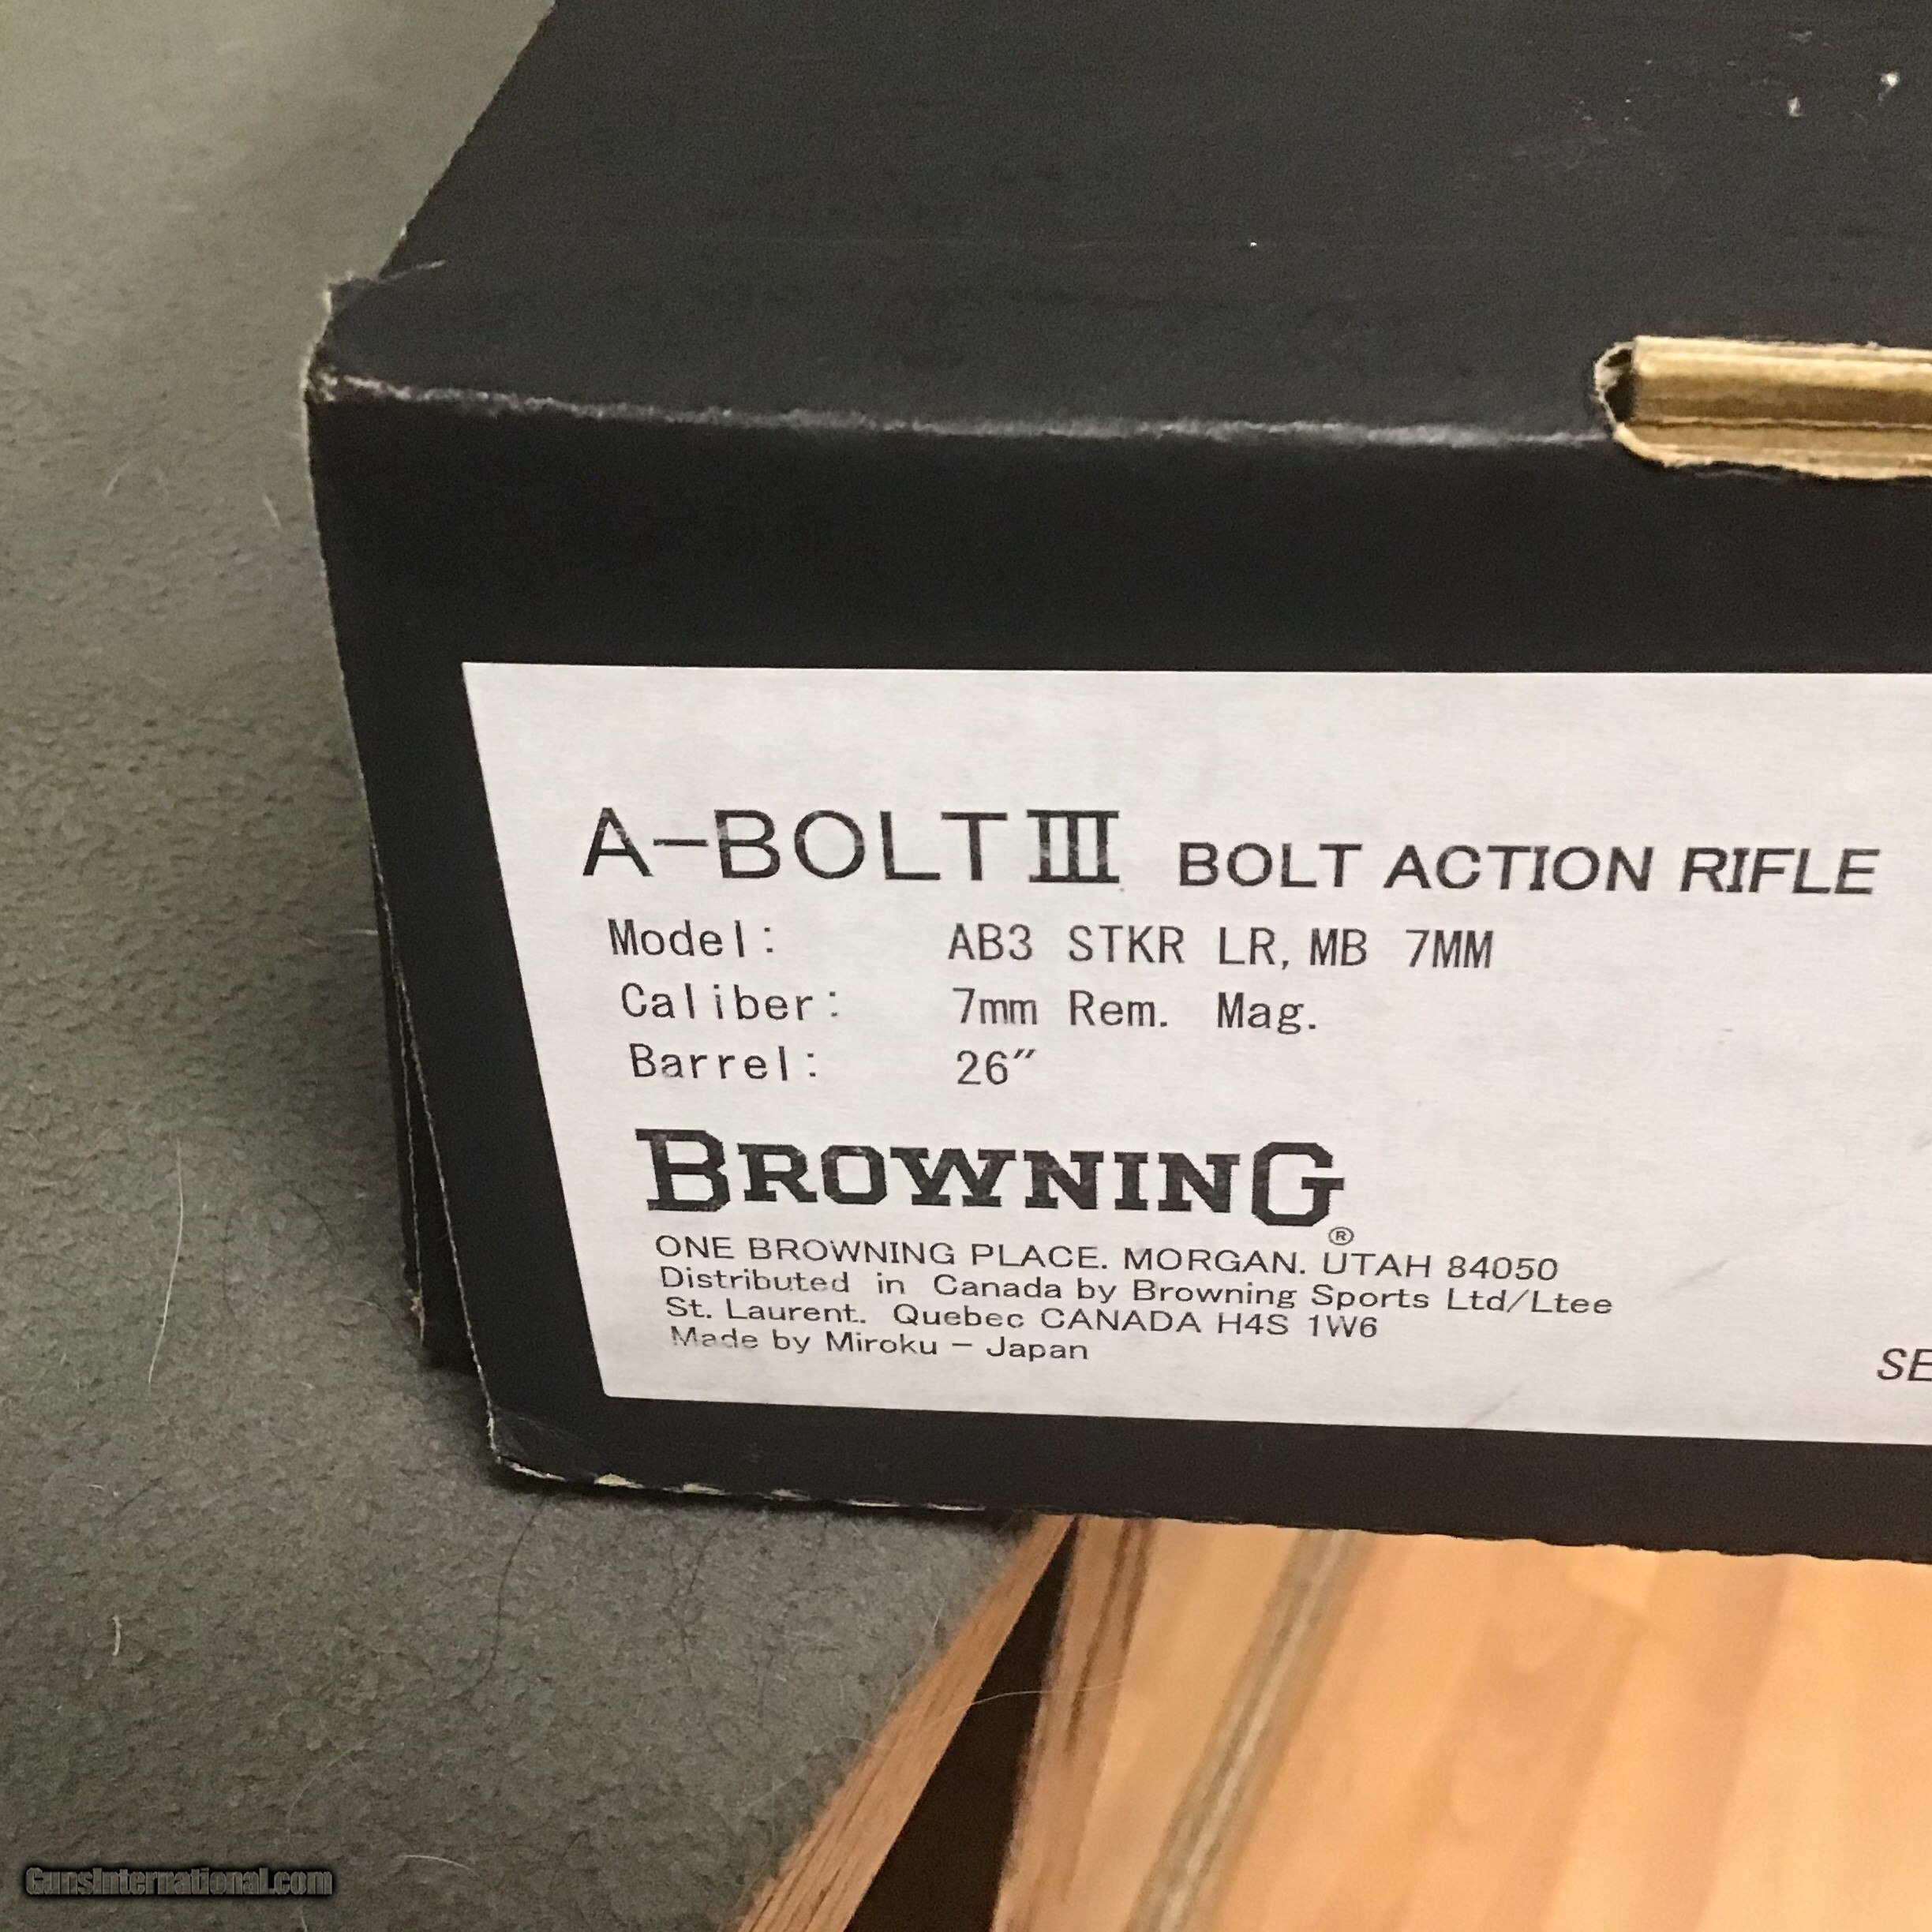 A-BOLT III BOLT ACTION RIFLE
Model: AB3 STKR LR, MB 7MM
Caliber: 7mm Rem. Mag.
Barrel: 26"
BROWNING®
ONE BROWNING PLACE. MORGAN. UTAH 84050
Distributed in Canada by Browning Sports Ltd/Ltee
St. Laurent. Quebec CANADA H4S 1W6
Made by Miroku - Japan
SE
GunsInternational.com